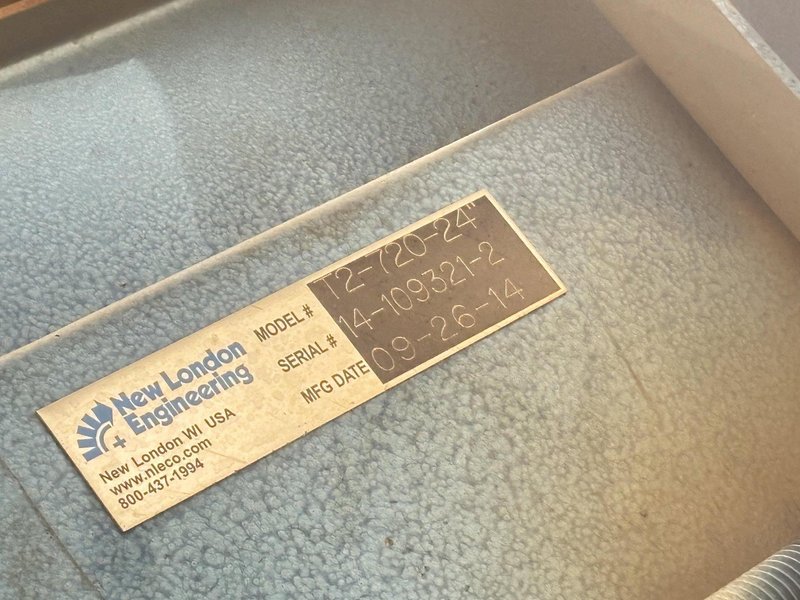 New London
+ Engineering
New London WI USA
www.nleco.com
800-437-1994
MODEL # T2-720-24"
SERIAL # 14-109321-2
MFG DATE 09-26-14